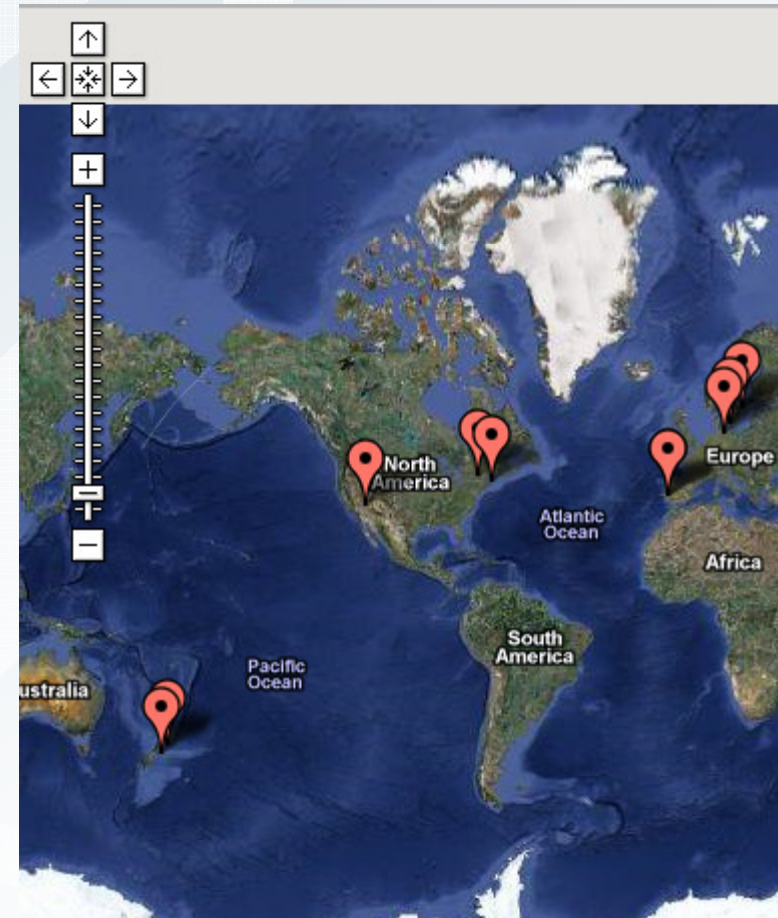 North
America
Europe
Atlantic
Ocean
Africa
South
America
Pacific
Ocean
ustralia